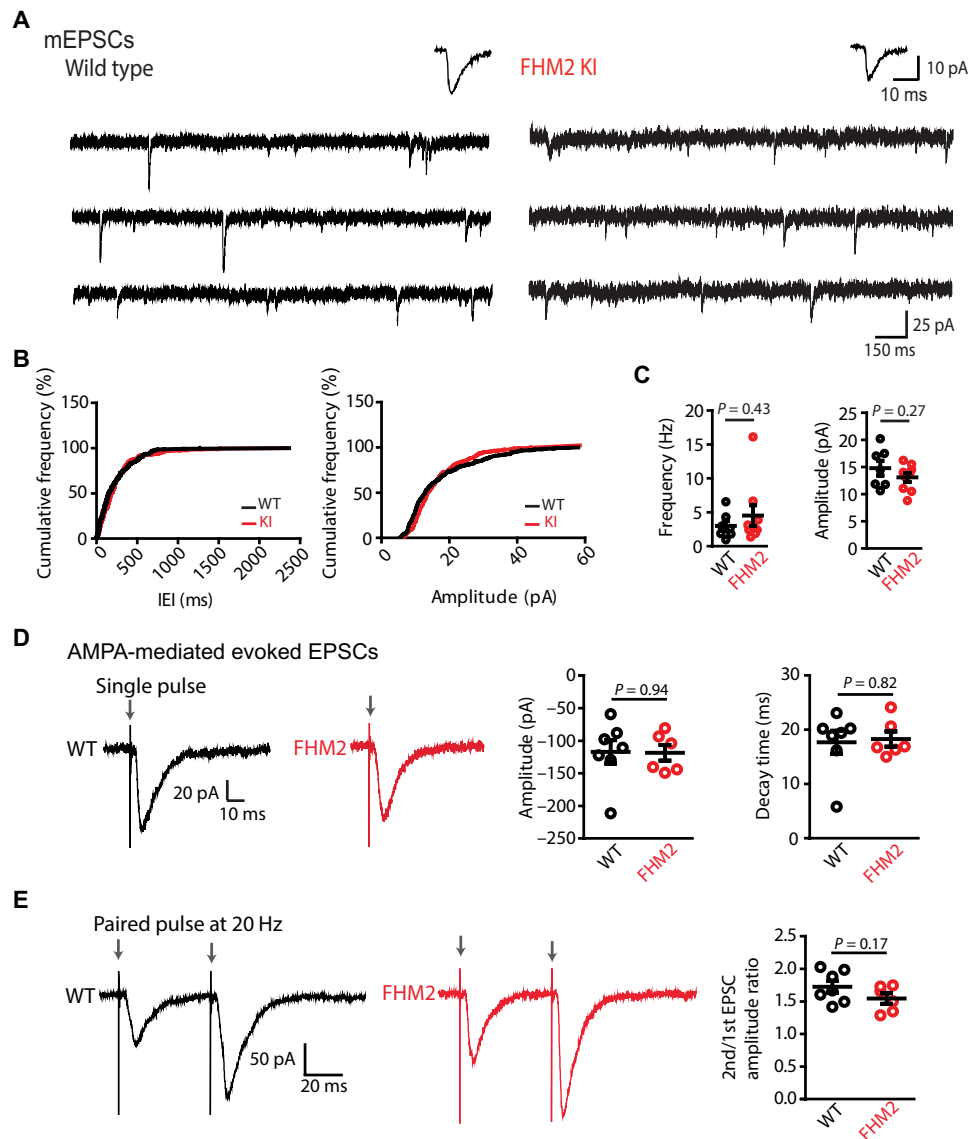 A
mEPSCs
Wild type
FHM2 KI
10 pA
10 ms
25 pA
150 ms
B
Cumulative frequency (%)
150
100
50
0
0 500 1000 1500 2000 2500
IEI (ms)
WT
KI
Cumulative frequency (%)
150
100
50
0
0 20 40 60
Amplitude (pA)
WT
KI
C
P = 0.43
Frequency (Hz)
20
15
10
5
0
WT
FHM2
P = 0.27
Amplitude (pA)
25
20
15
10
5
0
WT
FHM2
D
AMPA-mediated evoked EPSCs
Single pulse
WT
20 pA
10 ms
FHM2
Amplitude (pA)
0
−50
−100
−150
−200
−250
P = 0.94
WT
FHM2
Decay time (ms)
30
20
10
0
P = 0.82
WT
FHM2
E
Paired pulse at 20 Hz
WT
50 pA
20 ms
FHM2
2nd/1st EPSC
amplitude ratio
2.5
2.0
1.5
1.0
0.5
0.0
P = 0.17
WT
FHM2